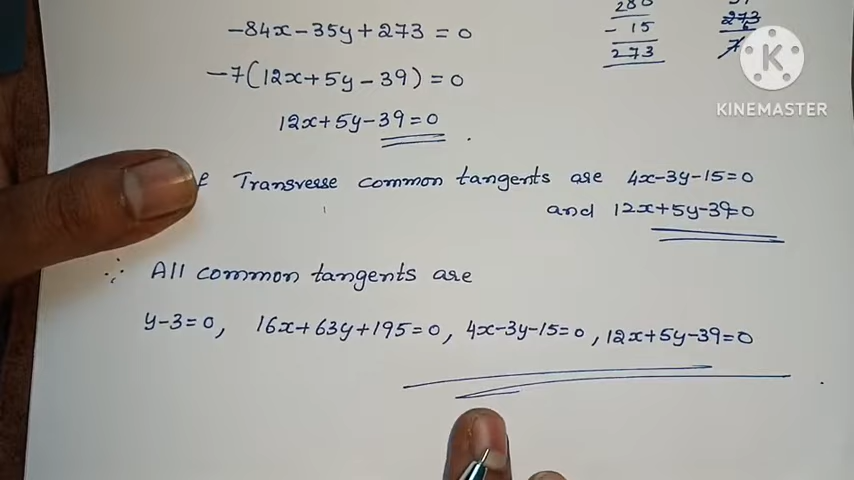 -84x-35y+273 = 0
-7(12x+5y-39) = 0
12x+5y-39=0
280
- 15
273
273
KINEMASTER
f Transverse common tangents are 4x-3y-15=0
and 12x+5y-39=0
∴ All common tangents are
y-3=0, 16x+63y+195=0, 4x-3y-15=0, 12x+5y-39=0